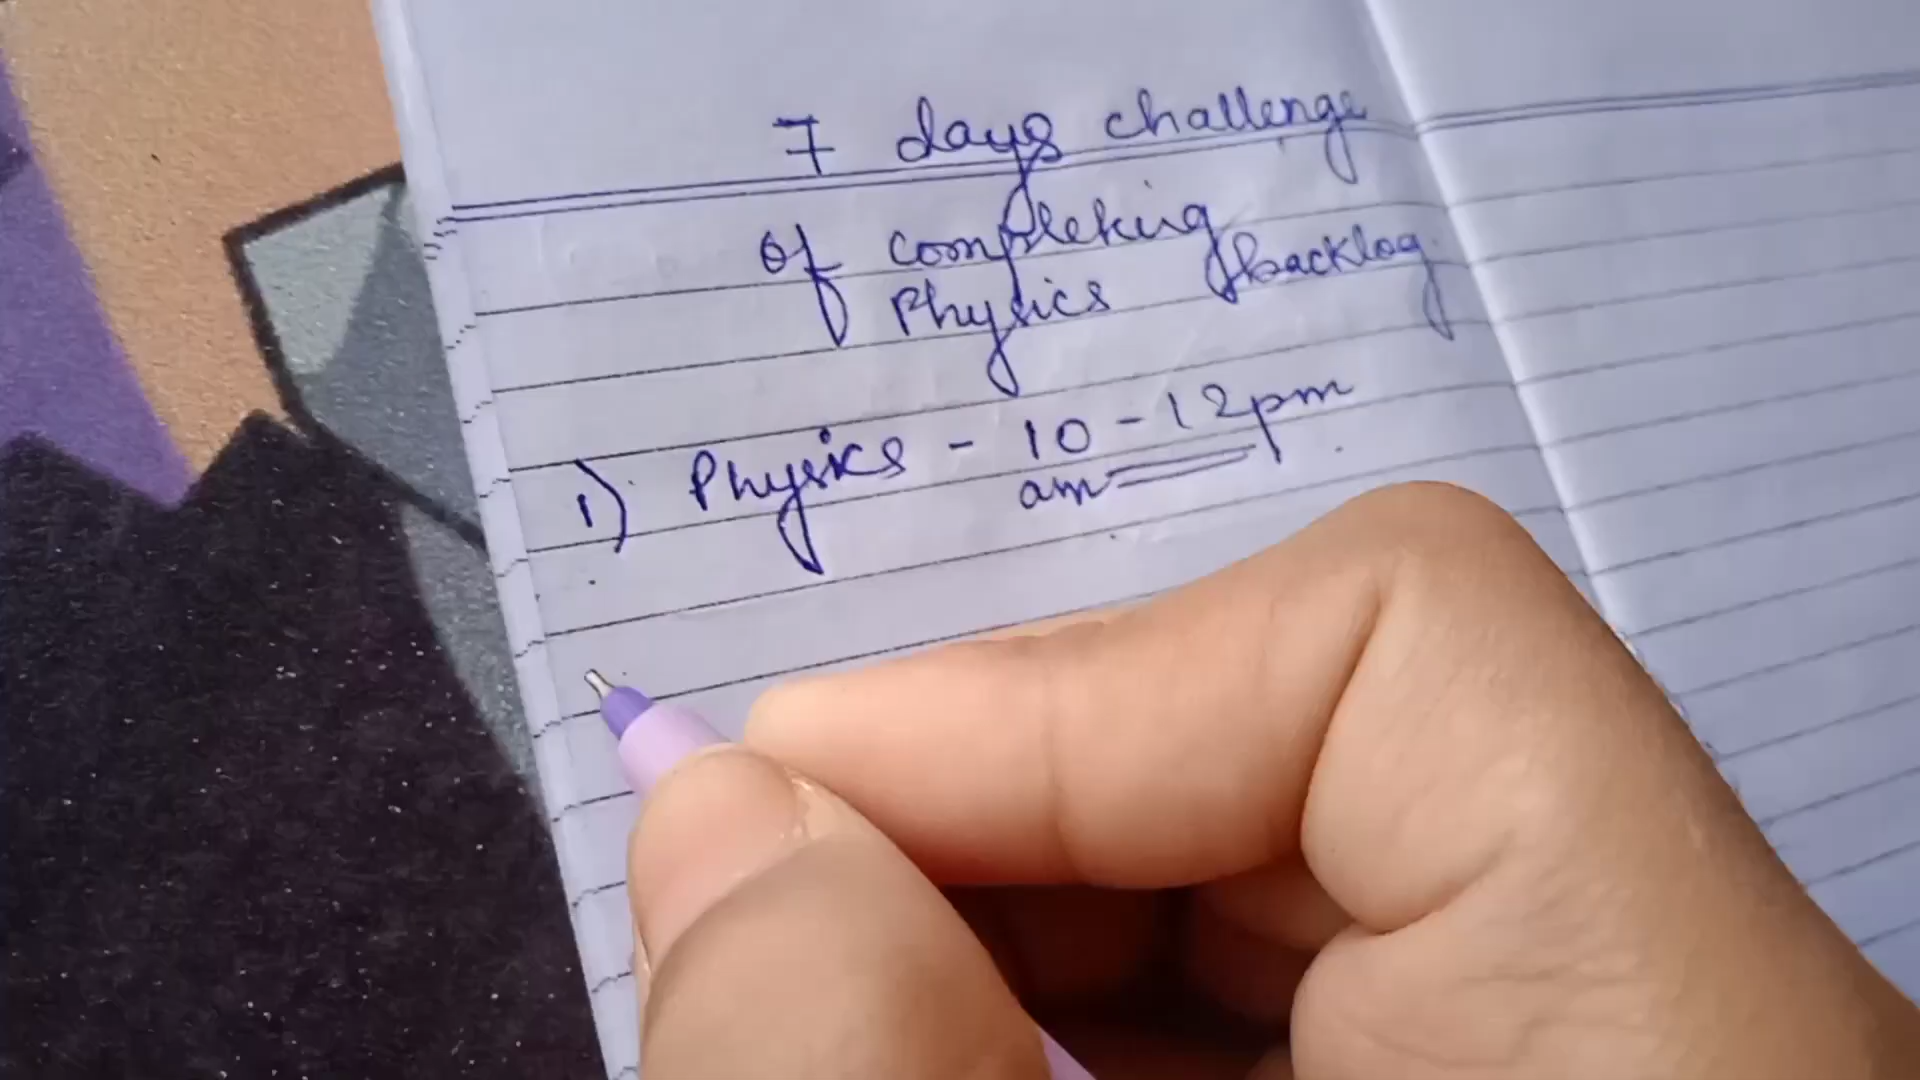 7 days challenge
of completing
Physics backlog.
1) Physics - 10 - 12pm
am